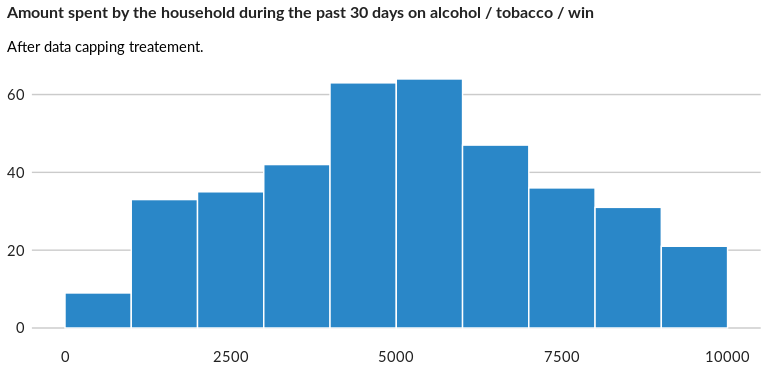 Amount spent by the household during the past 30 days on alcohol / tobacco / win
After data capping treatement.
60
40
20
0
0 2500 5000 7500 10000